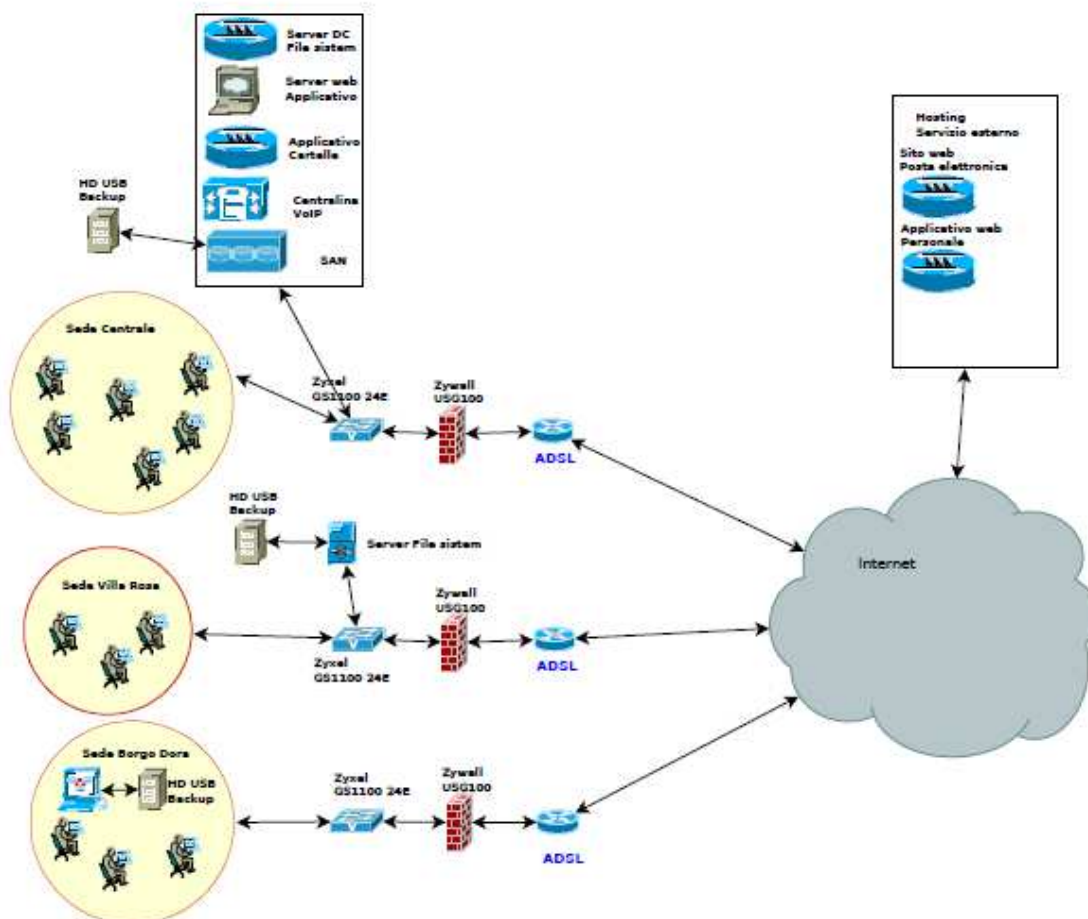 Server DC
File sistem
Server web
Applicativo
Applicativo
Cartelle
Centralina
VoIP
SAN
HD USB
Backup
Hosting
Servizio esterno
Sito web
Posta elettronica
Applicativo web
Personale
Sede Centrale
Zyxel
GS1100 24E
Zywall
USG100
ADSL
HD USB
Backup
Server File sistem
Internet
Sede Villa Rosa
Zywall
USG100
Zyxel
GS1100 24E
ADSL
Sede Borgo Dora
HD USB
Backup
Zyxel
GS1100 24E
Zywall
USG100
ADSL